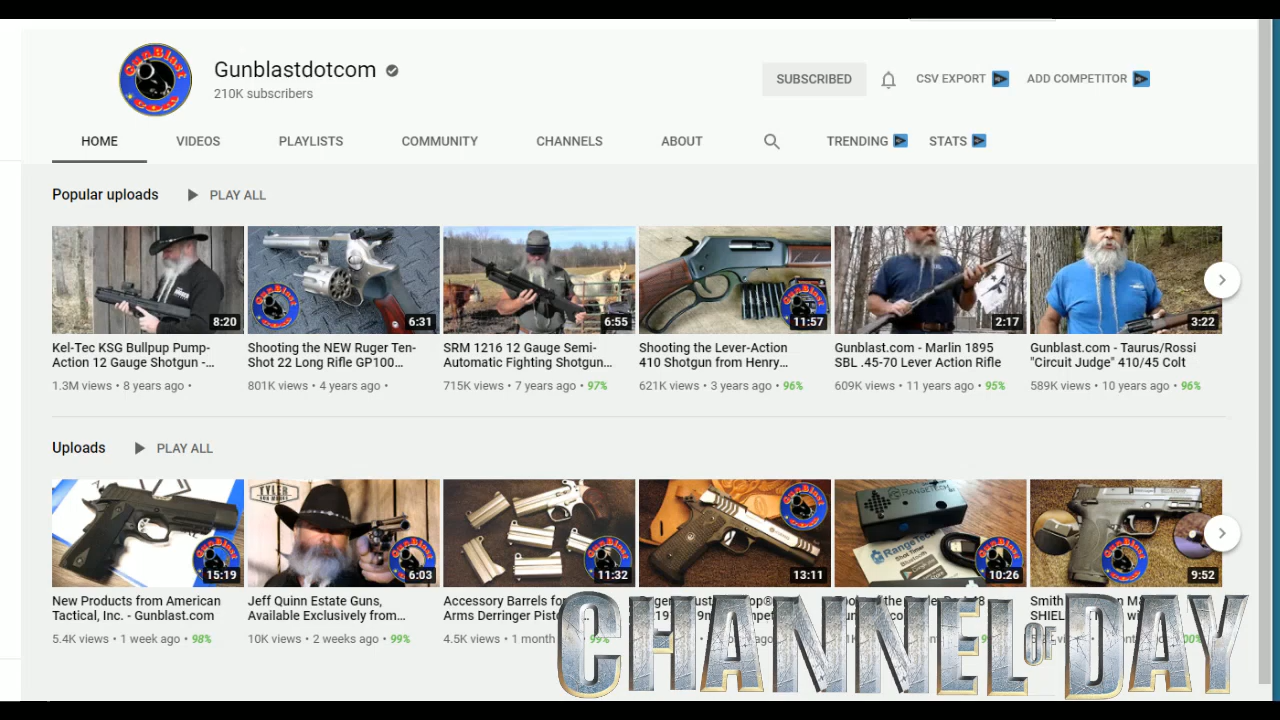 Gunblastdotcom
210K subscribers
SUBSCRIBED
CSV EXPORT
ADD COMPETITOR
HOME
VIDEOS
PLAYLISTS
COMMUNITY
CHANNELS
ABOUT
TRENDING
STATS
Popular uploads
PLAY ALL
8:20
6:31
6:55
11:57
2:17
3:22
Kel-Tec KSG Bullpup Pump-
Action 12 Gauge Shotgun -...
1.3M views • 8 years ago •
Shooting the NEW Ruger Ten-
Shot 22 Long Rifle GP100...
801K views • 4 years ago •
SRM 1216 12 Gauge Semi-
Automatic Fighting Shotgun...
715K views • 7 years ago • 97%
Shooting the Lever-Action
410 Shotgun from Henry...
621K views • 3 years ago • 96%
Gunblast.com - Marlin 1895
SBL .45-70 Lever Action Rifle
609K views • 11 years ago • 95%
Gunblast.com - Taurus/Rossi
"Circuit Judge" 410/45 Colt
589K views • 10 years ago • 96%
Uploads
PLAY ALL
15:19
TYLER
6:03
11:32
13:11
RANGETECH
10:26
9:52
New Products from American
Tactical, Inc. - Gunblast.com
5.4K views • 1 week ago • 98%
Jeff Quinn Estate Guns,
Available Exclusively from...
10K views • 2 weeks ago • 99%
Accessory Barrels for
Arms Derringer
4.5K views • 1 month
Smith
SHIEL
CHANNEL OF DAY